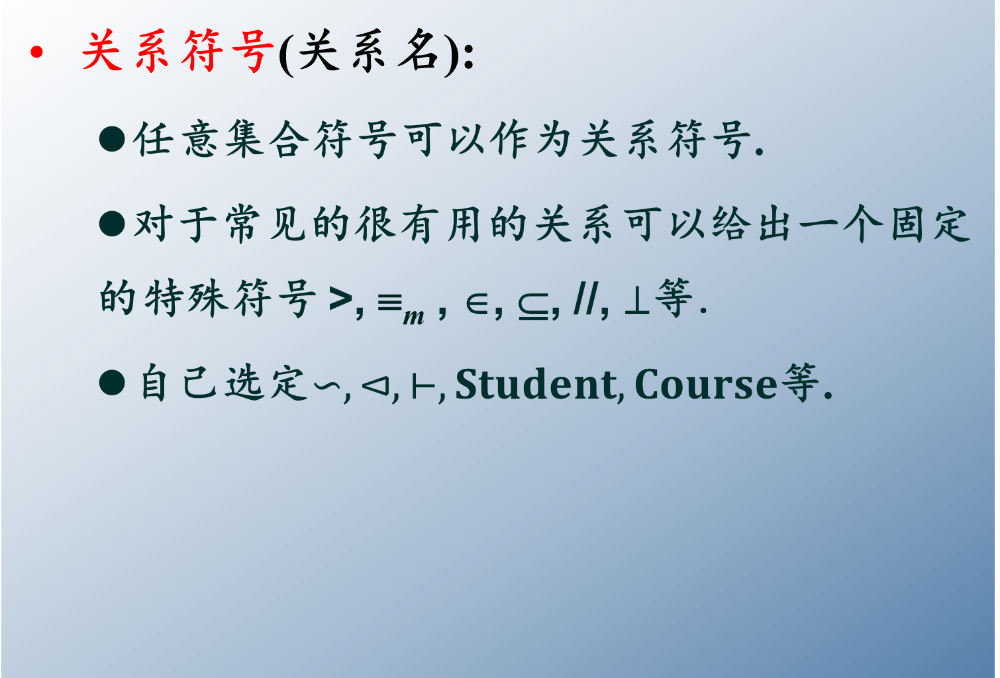 • 关系符号(关系名):
●任意集合符号可以作为关系符号.
●对于常见的很有用的关系可以给出一个固定
的特殊符号 >, ≡m , ∈, ⊆, //, ⊥等.
●自己选定∽, ⊲, ⊢, Student, Course等.